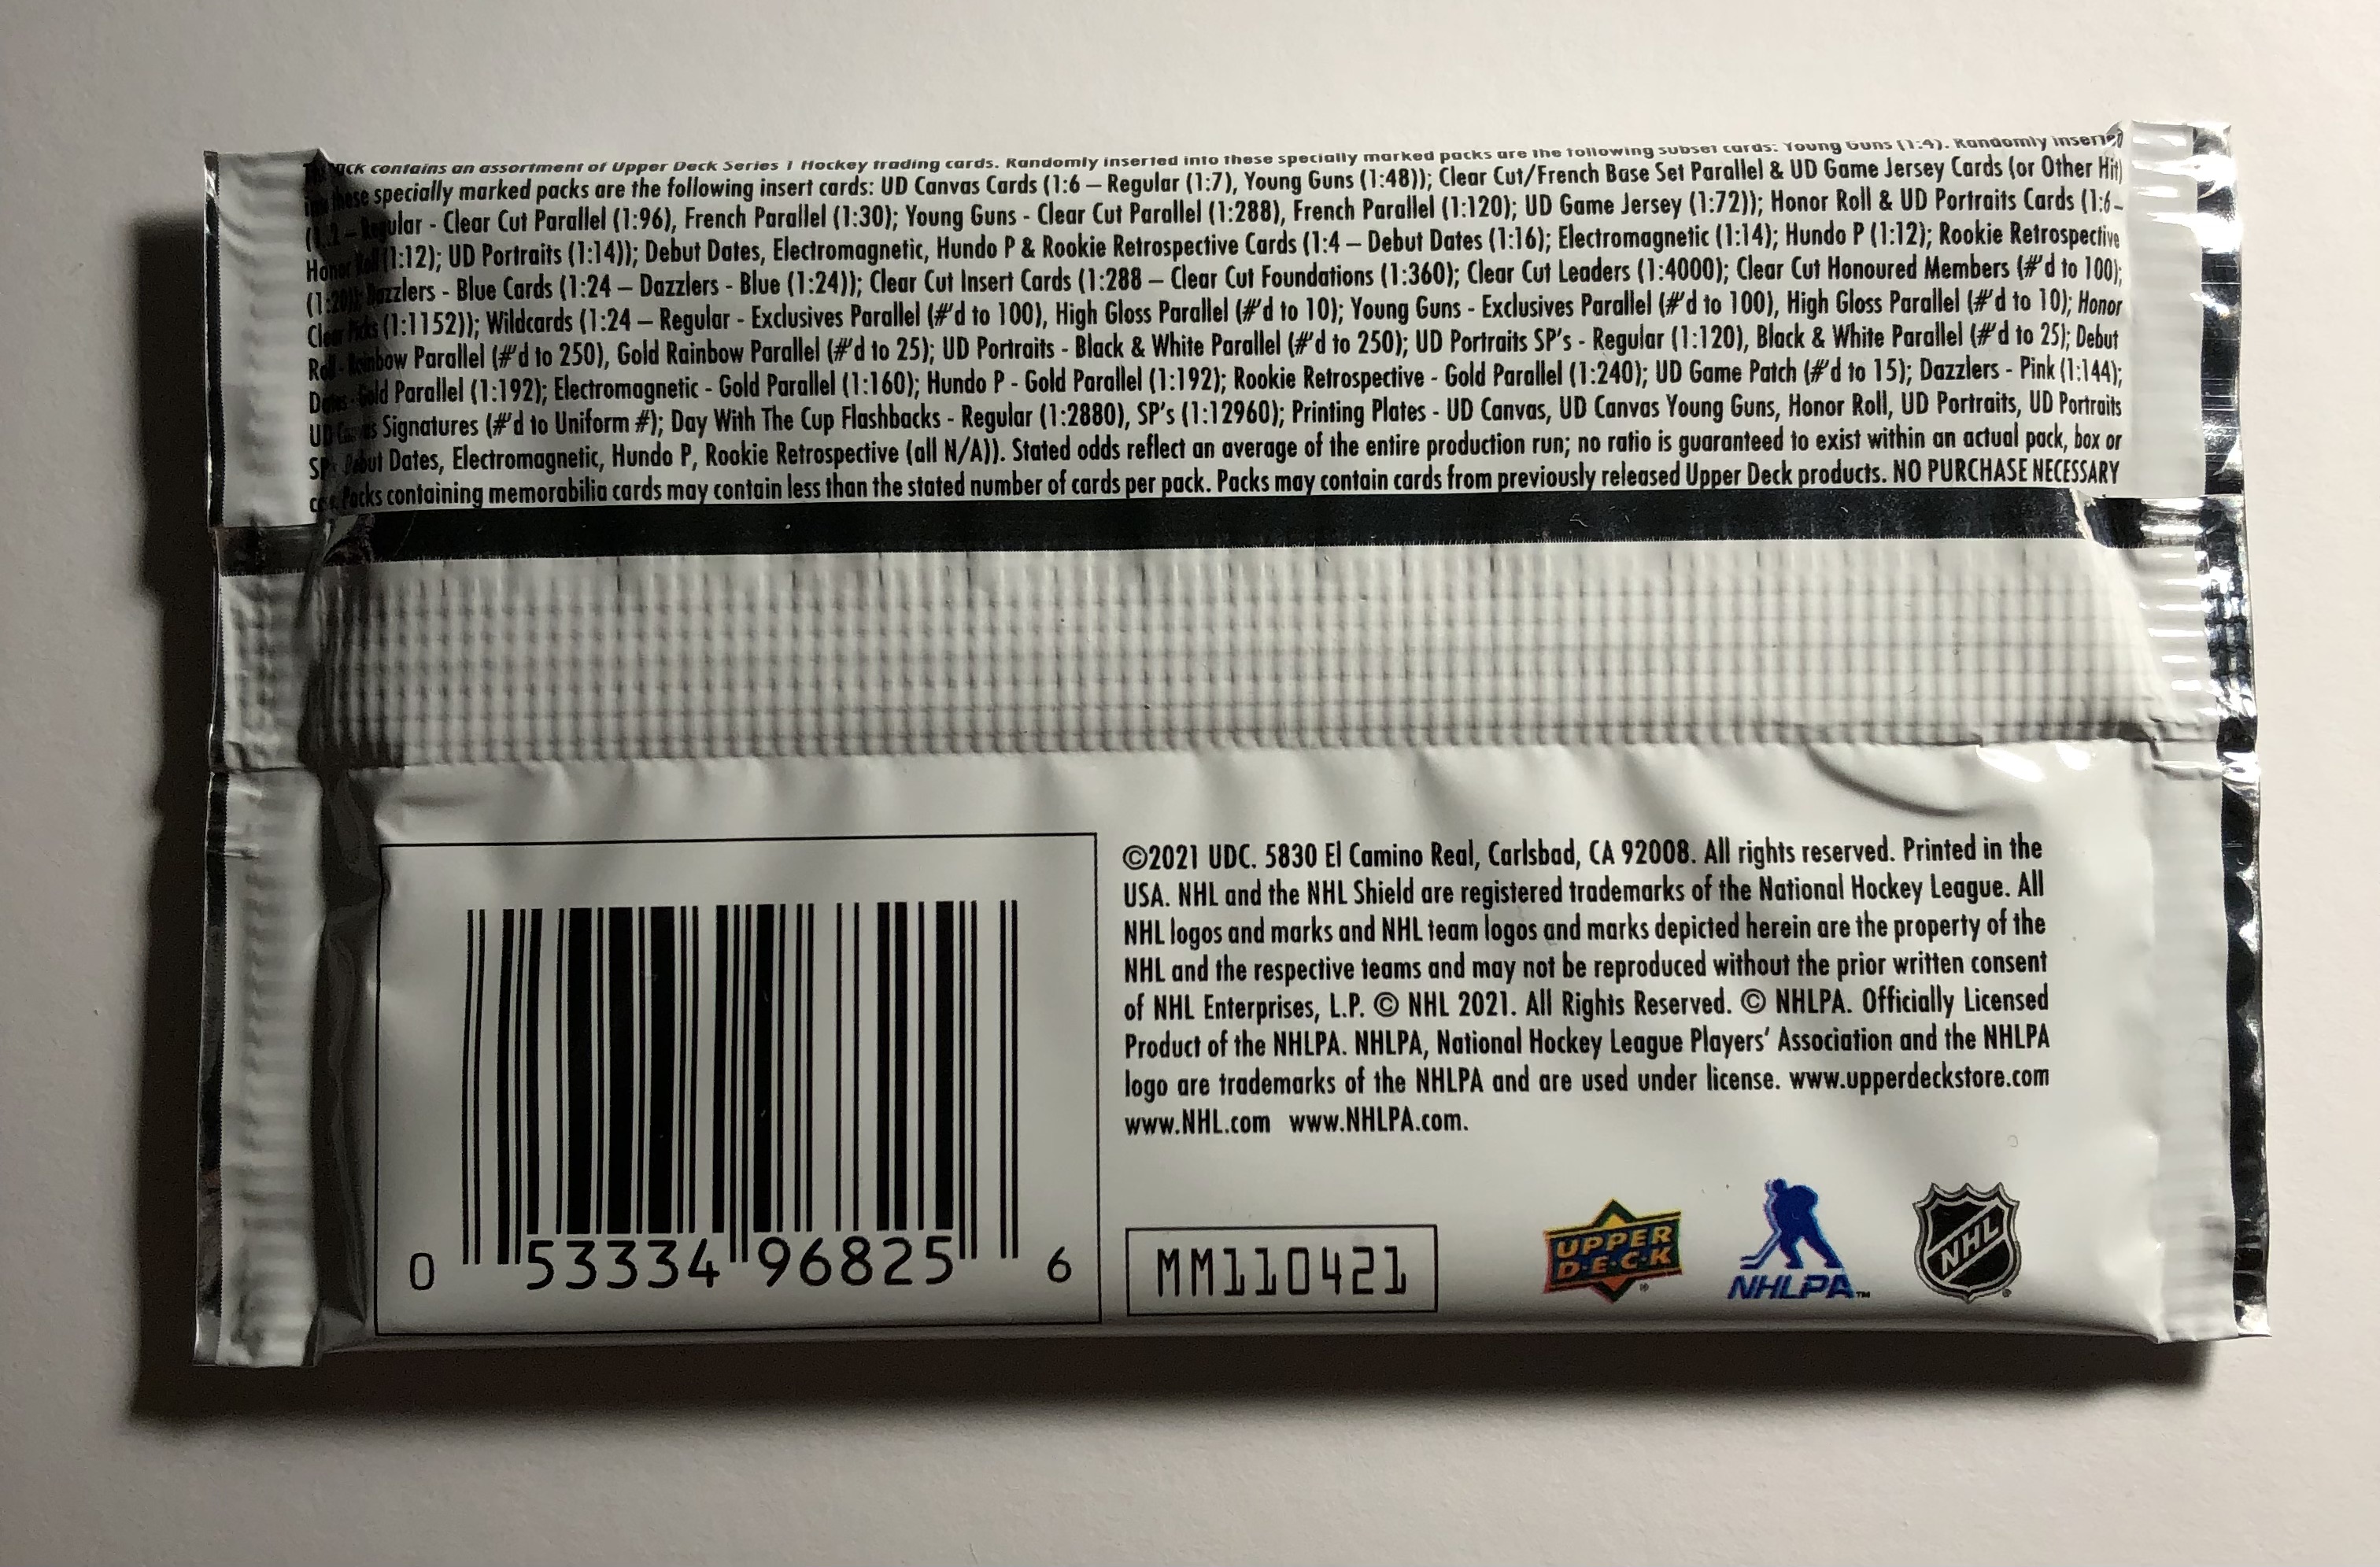 contains an assortment of Upper Deck Series 1 Hockey trading cards. Randomly inserted into these specially marked packs are the following subset cards: Young Guns (1:4). Randomly inserted
these specially marked packs are the following insert cards: UD Canvas Cards (1:6 – Regular (1:7), Young Guns (1:48)); Clear Cut/French Base Set Parallel & UD Game Jersey Cards (or Other Hit)
Regular - Clear Cut Parallel (1:96), French Parallel (1:30); Young Guns - Clear Cut Parallel (1:288), French Parallel (1:120); UD Game Jersey (1:72)); Honor Roll & UD Portraits Cards (1:6 –
Honor Roll (1:12); UD Portraits (1:14)); Debut Dates, Electromagnetic, Hundo P & Rookie Retrospective Cards (1:4 – Debut Dates (1:16); Electromagnetic (1:14); Hundo P (1:12); Rookie Retrospective
(1:20)); Dazzlers - Blue Cards (1:24 – Dazzlers - Blue (1:24)); Clear Cut Insert Cards (1:288 – Clear Cut Foundations (1:360); Clear Cut Leaders (1:4000); Clear Cut Honoured Members (#'d to 100);
Clear Picks (1:1152)); Wildcards (1:24 – Regular - Exclusives Parallel (#'d to 100), High Gloss Parallel (#'d to 10); Young Guns - Exclusives Parallel (#'d to 100), High Gloss Parallel (#'d to 10); Honor
Roll - Rainbow Parallel (#'d to 250), Gold Rainbow Parallel (#'d to 25); UD Portraits - Black & White Parallel (#'d to 250); UD Portraits SP's - Regular (1:120), Black & White Parallel (#'d to 25); Debut
Dates - Gold Parallel (1:192); Electromagnetic - Gold Parallel (1:160); Hundo P - Gold Parallel (1:192); Rookie Retrospective - Gold Parallel (1:240); UD Game Patch (#'d to 15); Dazzlers - Pink (1:144);
UD Canvas Signatures (#'d to Uniform #); Day With The Cup Flashbacks - Regular (1:2880), SP's (1:12960); Printing Plates - UD Canvas, UD Canvas Young Guns, Honor Roll, UD Portraits, UD Portraits
Debut Dates, Electromagnetic, Hundo P, Rookie Retrospective (all N/A)). Stated odds reflect an average of the entire production run; no ratio is guaranteed to exist within an actual pack, box or
Packs containing memorabilia cards may contain less than the stated number of cards per pack. Packs may contain cards from previously released Upper Deck products. NO PURCHASE NECESSARY
©2021 UDC. 5830 El Camino Real, Carlsbad, CA 92008. All rights reserved. Printed in the
USA. NHL and the NHL Shield are registered trademarks of the National Hockey League. All
NHL logos and marks and NHL team logos and marks depicted herein are the property of the
NHL and the respective teams and may not be reproduced without the prior written consent
of NHL Enterprises, L.P. © NHL 2021. All Rights Reserved. © NHLPA. Officially Licensed
Product of the NHLPA. NHLPA, National Hockey League Players' Association and the NHLPA
logo are trademarks of the NHLPA and are used under license. www.upperdeckstore.com
www.NHL.com www.NHLPA.com.
0 53334 96825 6
MM110421
UPPER
D·E·C·K
®
NHLPA™
NHL
®